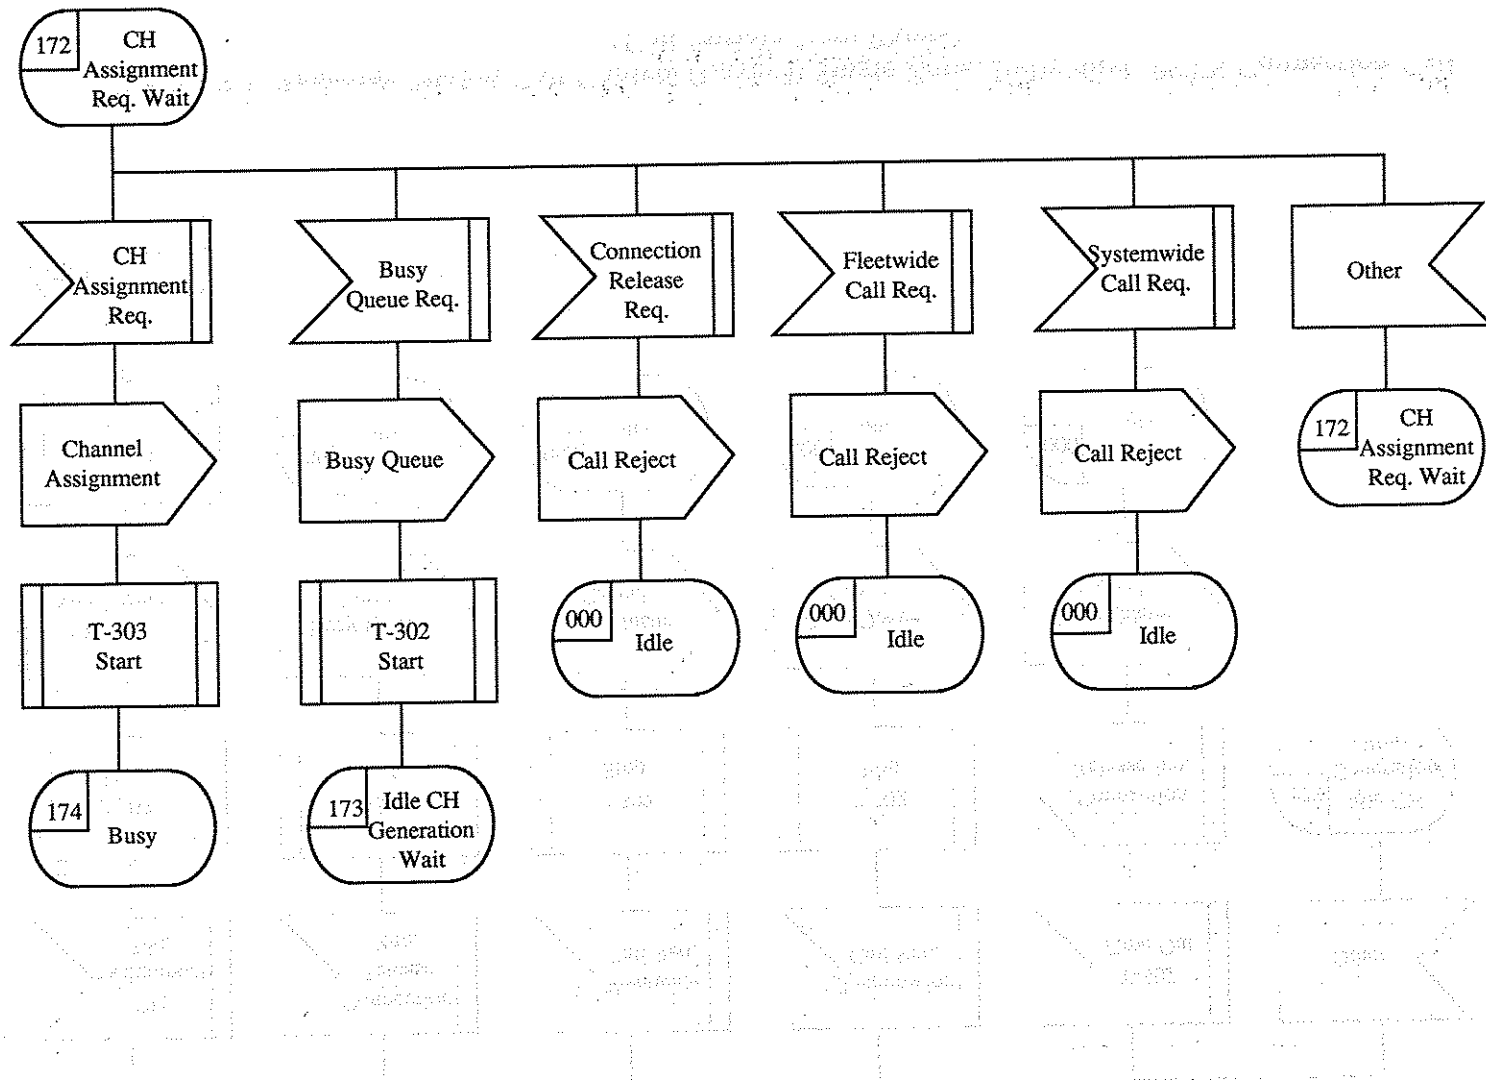 172
CH
Assignment
Req. Wait
CH
Assignment
Req.
Busy
Queue Req.
Connection
Release
Req.
Fleetwide
Call Req.
Systemwide
Call Req.
Other
Channel
Assignment
Busy Queue
Call Reject
Call Reject
Call Reject
172
CH
Assignment
Req. Wait
T-303
Start
T-302
Start
000
Idle
000
Idle
000
Idle
174
Busy
173
Idle CH
Generation
Wait